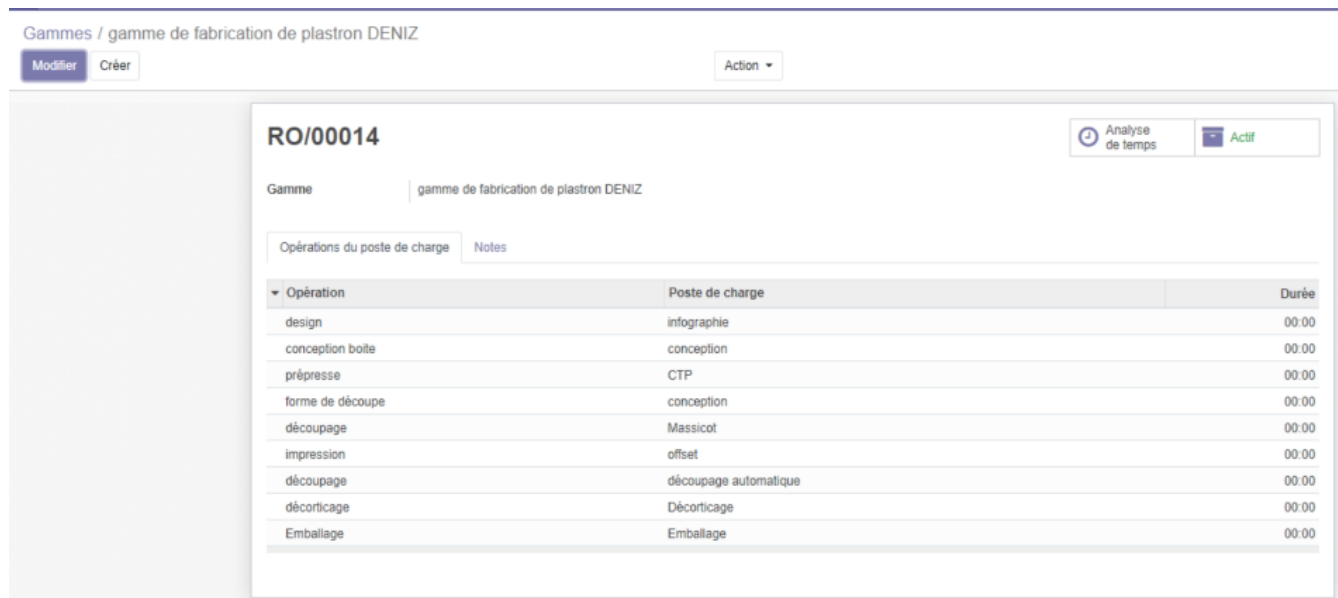 Gammes / gamme de fabrication de plastron DENIZ
Modifier Créer Action
RO/00014
Analyse de temps Actif
Gamme gamme de fabrication de plastron DENIZ
Opérations du poste de charge Notes
Opération Poste de charge Durée
design infographie 00:00
conception boite conception 00:00
prépresse CTP 00:00
forme de découpe conception 00:00
découpage Massicot 00:00
impression offset 00:00
découpage découpage automatique 00:00
décorticage Décorticage 00:00
Emballage Emballage 00:00